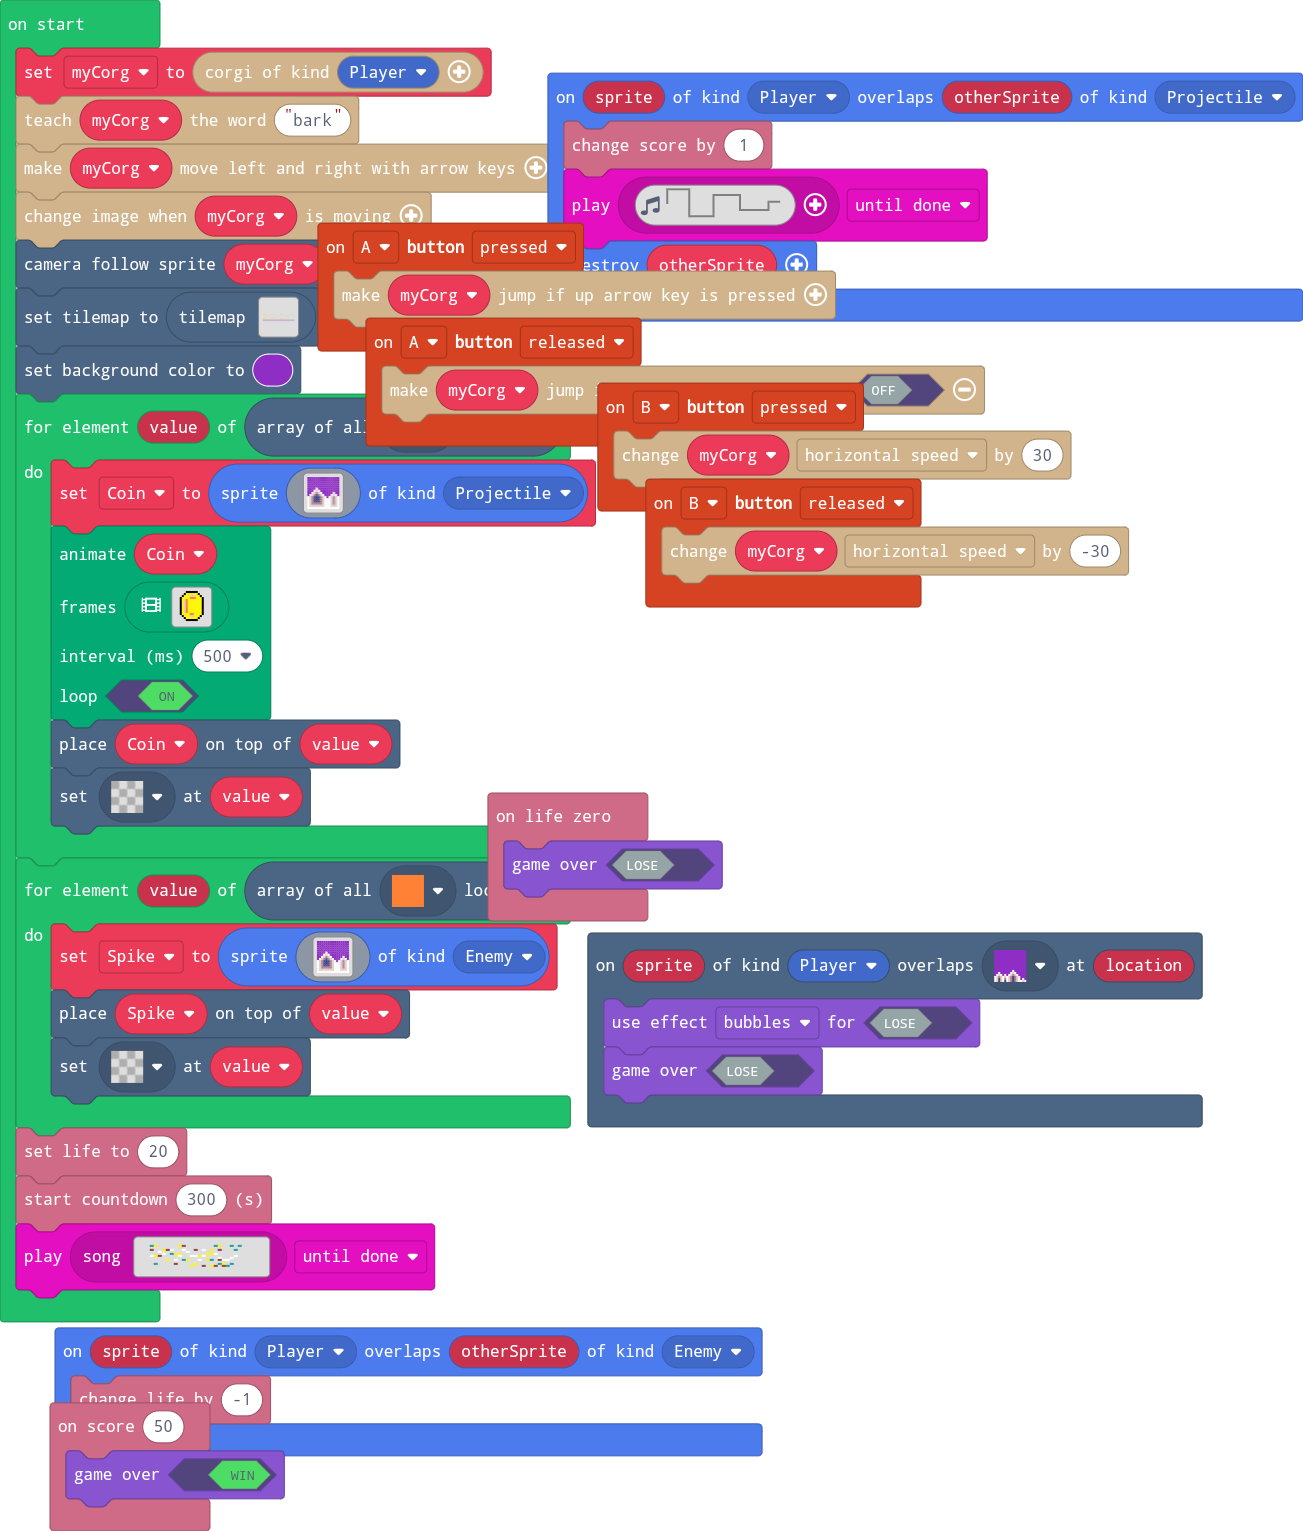 on start
set myCorg to corgi of kind Player
teach myCorg the word "bark"
make myCorg move left and right with arrow keys
change image when myCorg is moving
camera follow sprite myCorg
set tilemap to tilemap
set background color to
for element value of array of all
do
set Coin to sprite of kind Projectile
animate Coin
frames
interval (ms) 500
loop ON
place Coin on top of value
set at value
for element value of array of all
do
set Spike to sprite of kind Enemy
place Spike on top of value
set at value
set life to 20
start countdown 300 (s)
play song until done
on sprite of kind Player overlaps otherSprite of kind Projectile
change score by 1
play until done
otherSprite
on A button pressed
make myCorg jump if up arrow key is pressed
on A button released
make myCorg jump OFF
on B button pressed
change myCorg horizontal speed by 30
on B button released
change myCorg horizontal speed by -30
on life zero
game over LOSE
on sprite of kind Player overlaps at location
use effect bubbles for LOSE
game over LOSE
on sprite of kind Player overlaps otherSprite of kind Enemy
change life by -1
on score 50
game over WIN